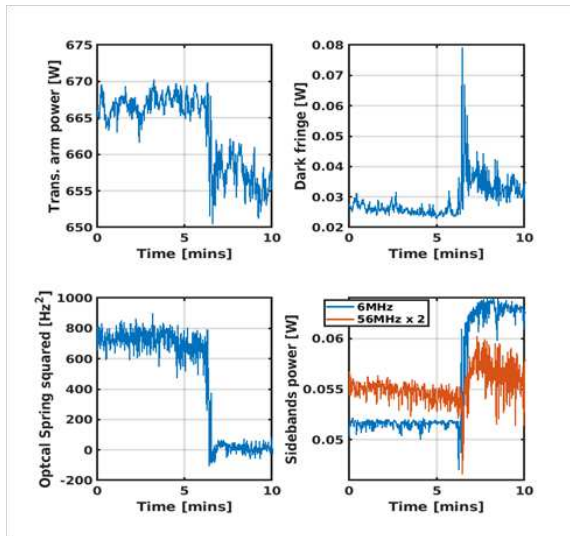 675
670
665
660
655
650
Trans. arm power [W]
0 5 10
Time [mins]
0.08
0.07
0.06
0.05
0.04
0.03
0.02
Dark fringe [W]
0 5 10
Time [mins]
1000
800
600
400
200
0
-200
Optcal Spring squared [Hz²]
0 5 10
Time [mins]
6MHz
56MHz x 2
0.06
0.055
0.05
Sidebands power [W]
0 5 10
Time [mins]